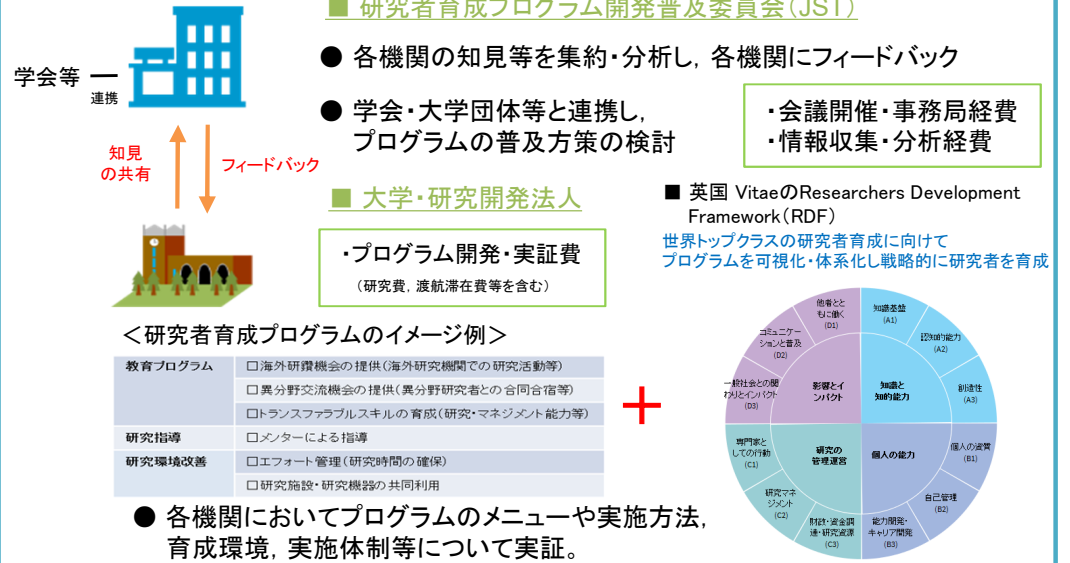 ■ 研究者育成プログラム開発普及委員会(JST)
● 各機関の知見等を集約・分析し，各機関にフィードバック
学会等
連携
● 学会・大学団体等と連携し，
プログラムの普及方策の検討
・会議開催・事務局経費
・情報収集・分析経費
知見
の共有
フィードバック
■ 大学・研究開発法人
・プログラム開発・実証費
(研究費，渡航滞在費等を含む)
■ 英国 VitaeのResearchers Development
Framework(RDF)
世界トップクラスの研究者育成に向けて
プログラムを可視化・体系化し戦略的に研究者を育成
＜研究者育成プログラムのイメージ例＞
教育プログラム
□海外研鑽機会の提供(海外研究機関での研究活動等)
□異分野交流機会の提供(異分野研究者との合同合宿等)
□トランスファラブルスキルの育成(研究・マネジメント能力等)
研究指導
□メンターによる指導
研究環境改善
□エフォート管理(研究時間の確保)
□研究施設・研究機器の共同利用
+
他者とと
もに働く
(D1)
知識基盤
(A1)
コミュニケー
ションと普及
(D2)
認知的能力
(A2)
一般社会との関
わりとインパクト
(D3)
影響とイ
ンパクト
知識と
知的能力
創造性
(A3)
専門家と
しての行動
(C1)
研究の
管理運営
個人の能力
個人の資質
(B1)
研究マネ
ジメント
(C2)
自己管理
(B2)
財政・資金調
達・研究資源
(C3)
能力開発・
キャリア開発
(B3)
● 各機関においてプログラムのメニューや実施方法，
育成環境，実施体制等について実証。